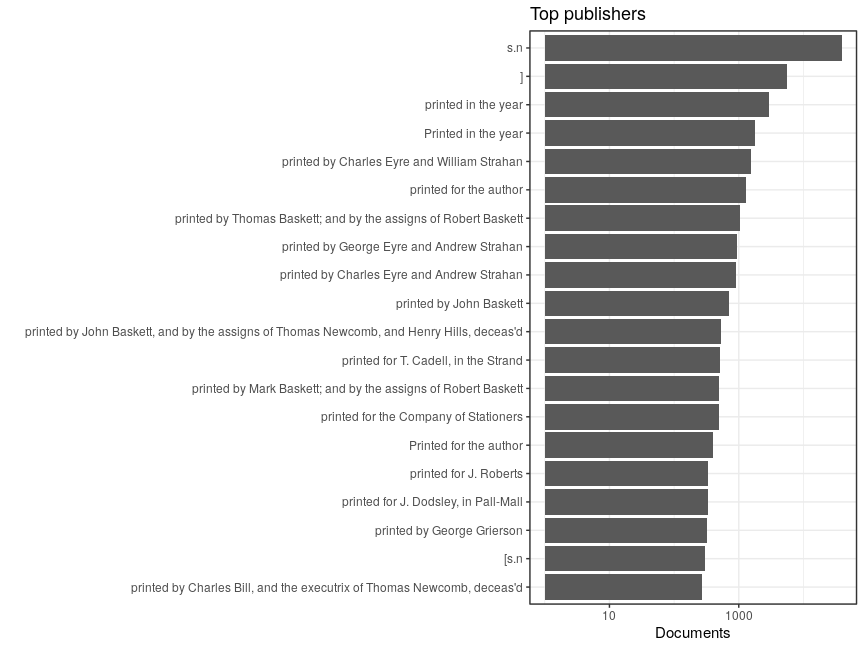 Top publishers
s.n
]
printed in the year
Printed in the year
printed by Charles Eyre and William Strahan
printed for the author
printed by Thomas Baskett; and by the assigns of Robert Baskett
printed by George Eyre and Andrew Strahan
printed by Charles Eyre and Andrew Strahan
printed by John Baskett
printed by John Baskett, and by the assigns of Thomas Newcomb, and Henry Hills, deceas'd
printed for T. Cadell, in the Strand
printed by Mark Baskett; and by the assigns of Robert Baskett
printed for the Company of Stationers
Printed for the author
printed for J. Roberts
printed for J. Dodsley, in Pall-Mall
printed by George Grierson
[s.n
printed by Charles Bill, and the executrix of Thomas Newcomb, deceas'd
10 1000
Documents